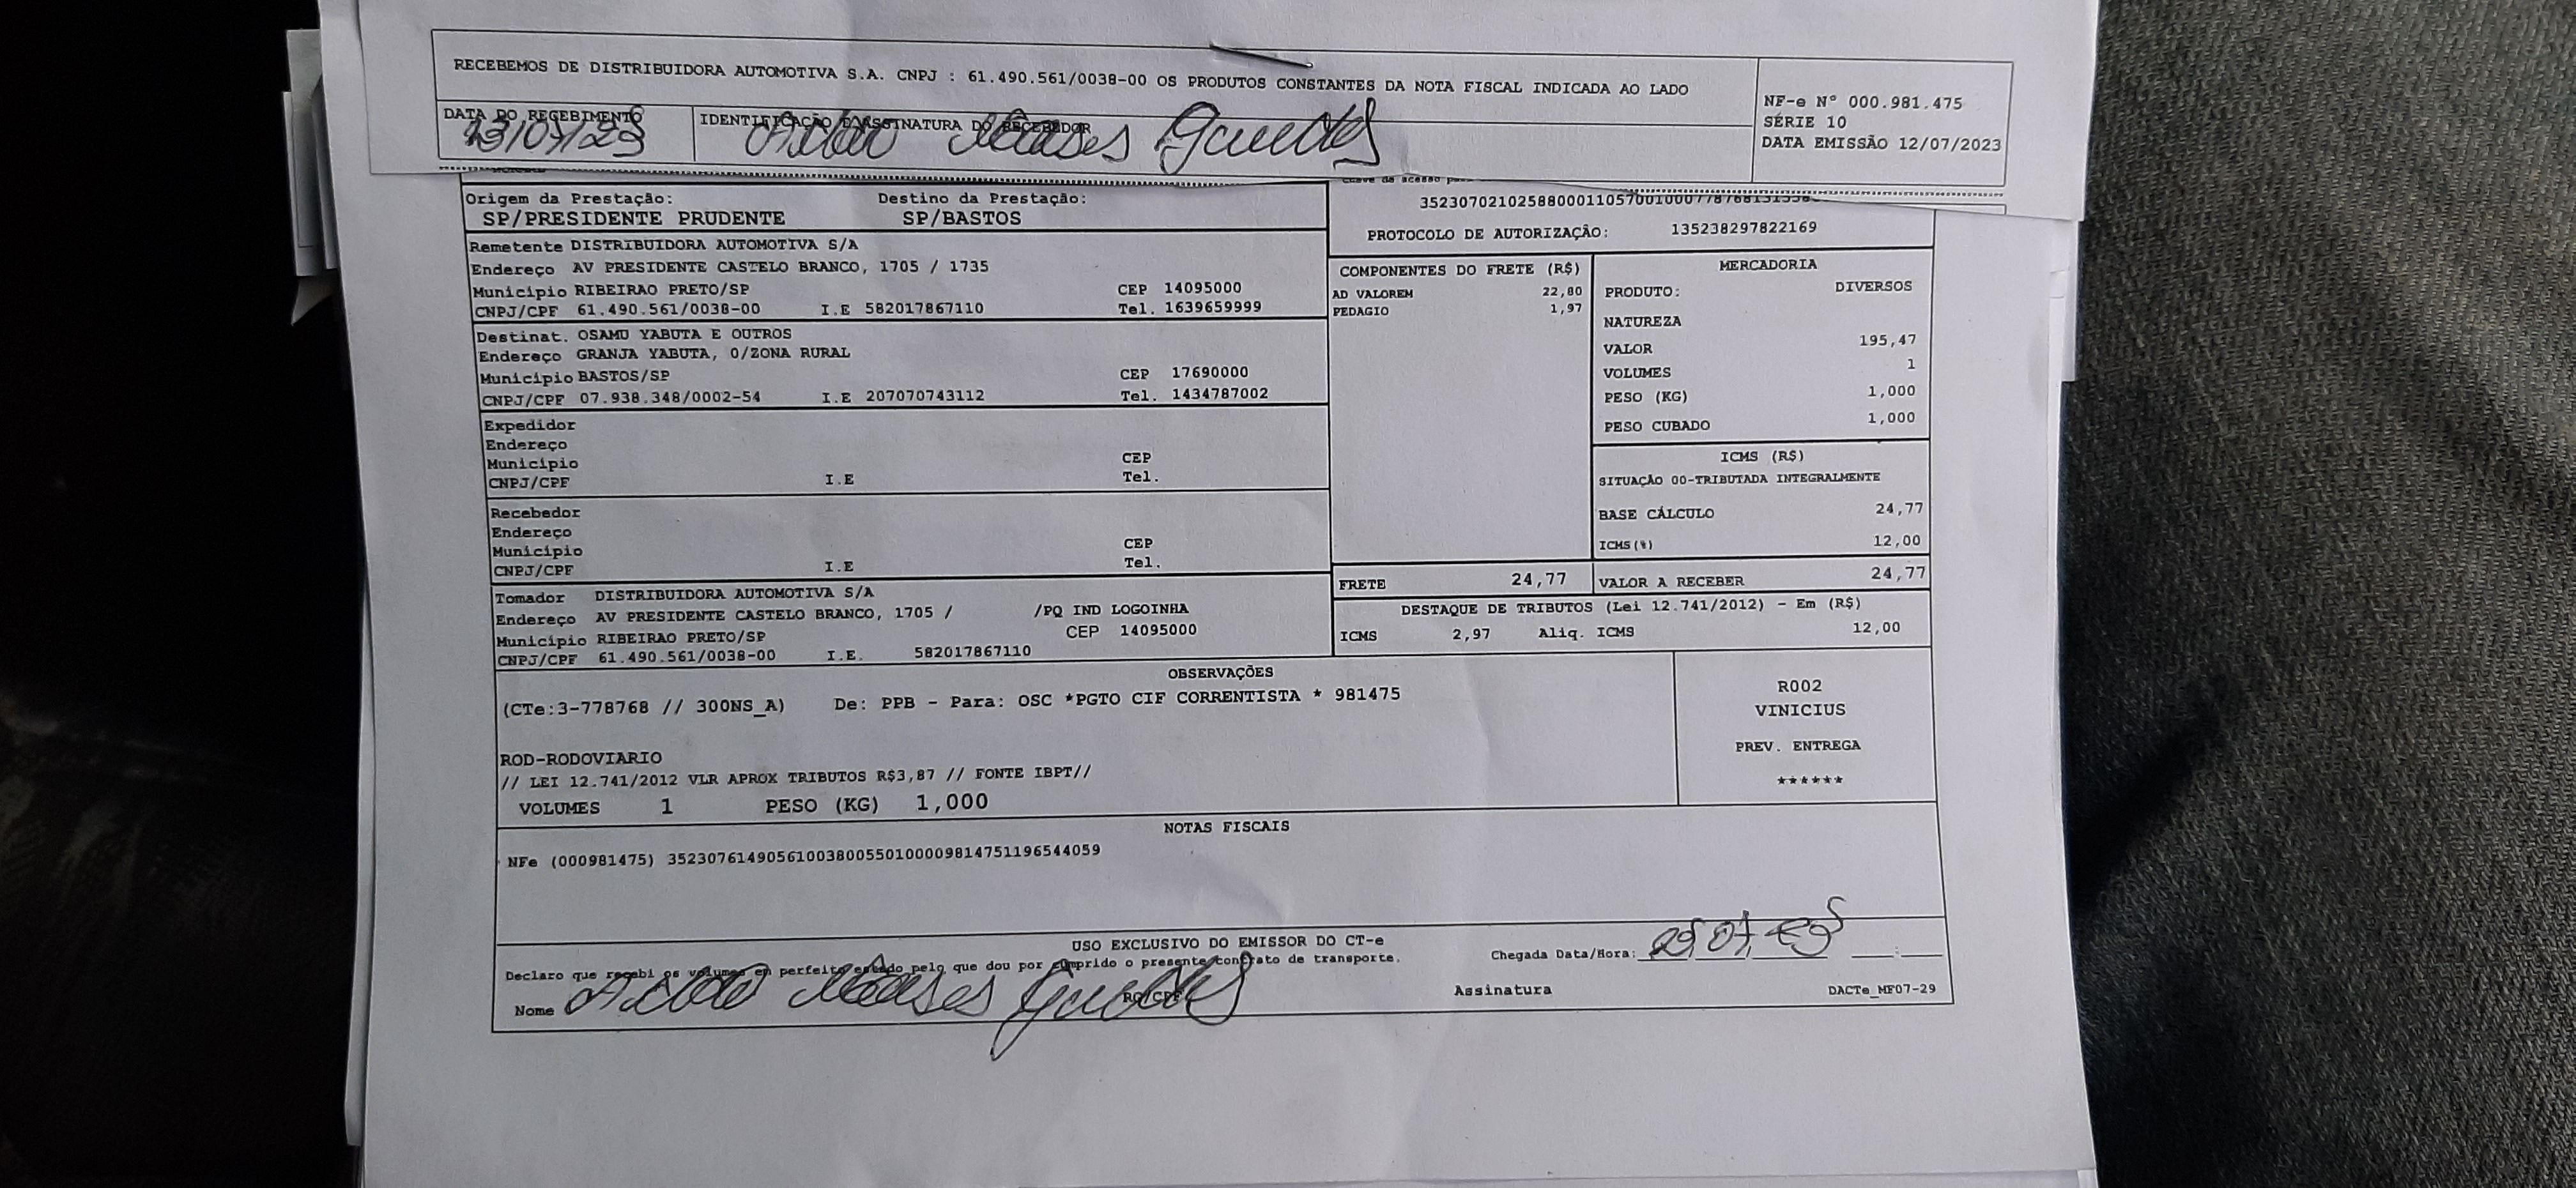 RECEBEMOS DE DISTRIBUIDORA AUTOMOTIVA S.A. CNPJ : 61.490.561/0038-00 OS PRODUTOS CONSTANTES DA NOTA FISCAL INDICADA AO LADO
NF-e Nº 000.981.475
SÉRIE 10
DATA EMISSÃO 12/07/2023
DATA DO RECEBIMENTO
IDENTIFICAÇÃO E ASSINATURA DO RECEBEDOR
13/07/23
Origem da Prestação: Destino da Prestação:
SP/PRESIDENTE PRUDENTE SP/BASTOS
PROTOCOLO DE AUTORIZAÇÃO: 135238297822169
Remetente DISTRIBUIDORA AUTOMOTIVA S/A
Endereço AV PRESIDENTE CASTELO BRANCO, 1705 / 1735
Município RIBEIRAO PRETO/SP CEP 14095000
CNPJ/CPF 61.490.561/0038-00 I.E 582017867110 Tel. 1639659999
Destinat. OSAMU YABUTA E OUTROS
Endereço GRANJA YABUTA, 0/ZONA RURAL
Município BASTOS/SP CEP 17690000
CNPJ/CPF 07.938.348/0002-54 I.E 207070743112 Tel. 1434787002
Expedidor
Endereço
Município CEP
CNPJ/CPF I.E Tel.
Recebedor
Endereço
Município CEP
CNPJ/CPF I.E Tel.
Tomador DISTRIBUIDORA AUTOMOTIVA S/A
Endereço AV PRESIDENTE CASTELO BRANCO, 1705 / /PQ IND LOGOINHA
Município RIBEIRAO PRETO/SP CEP 14095000
CNPJ/CPF 61.490.561/0038-00 I.E. 582017867110
COMPONENTES DO FRETE (R$)
AD VALOREM 22,80
PEDAGIO 1,97
MERCADORIA
PRODUTO: DIVERSOS
NATUREZA
VALOR 195,47
VOLUMES 1
PESO (KG) 1,000
PESO CUBADO 1,000
ICMS (R$)
SITUAÇÃO 00-TRIBUTADA INTEGRALMENTE
BASE CÁLCULO 24,77
ICMS(%) 12,00
FRETE 24,77 VALOR A RECEBER 24,77
DESTAQUE DE TRIBUTOS (Lei 12.741/2012) - Em (R$)
ICMS 2,97 Aliq. ICMS 12,00
OBSERVAÇÕES
(CTe:3-778768 // 300NS_A) De: PPB - Para: OSC *PGTO CIF CORRENTISTA * 981475
ROD-RODOVIARIO
// LEI 12.741/2012 VLR APROX TRIBUTOS R$3,87 // FONTE IBPT//
VOLUMES 1 PESO (KG) 1,000
R002
VINICIUS
PREV. ENTREGA
******
NOTAS FISCAIS
NFe (000981475) 35230761490561003800550100009814751196544059
USO EXCLUSIVO DO EMISSOR DO CT-e
Declaro que recebi os volumes em perfeito estado pelo que dou por cumprido o presente contrato de transporte.
Chegada Data/Hora:
Nome RG/CPF Assinatura
DACTe_MF07-29